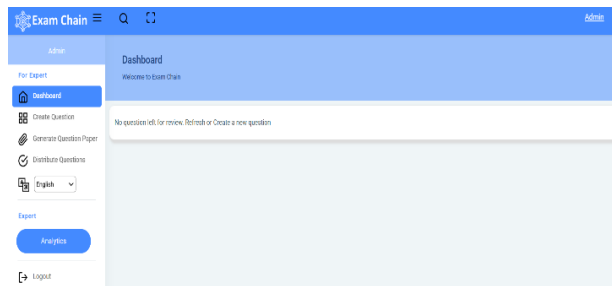 Exam Chain
Admin
Admin
For Expert
Dashboard
Create Question
Generate Question Paper
Distribute Questions
English
Expert
Analytics
Logout
Dashboard
Welcome to Exam Chain
No question left for review. Refresh or Create a new question